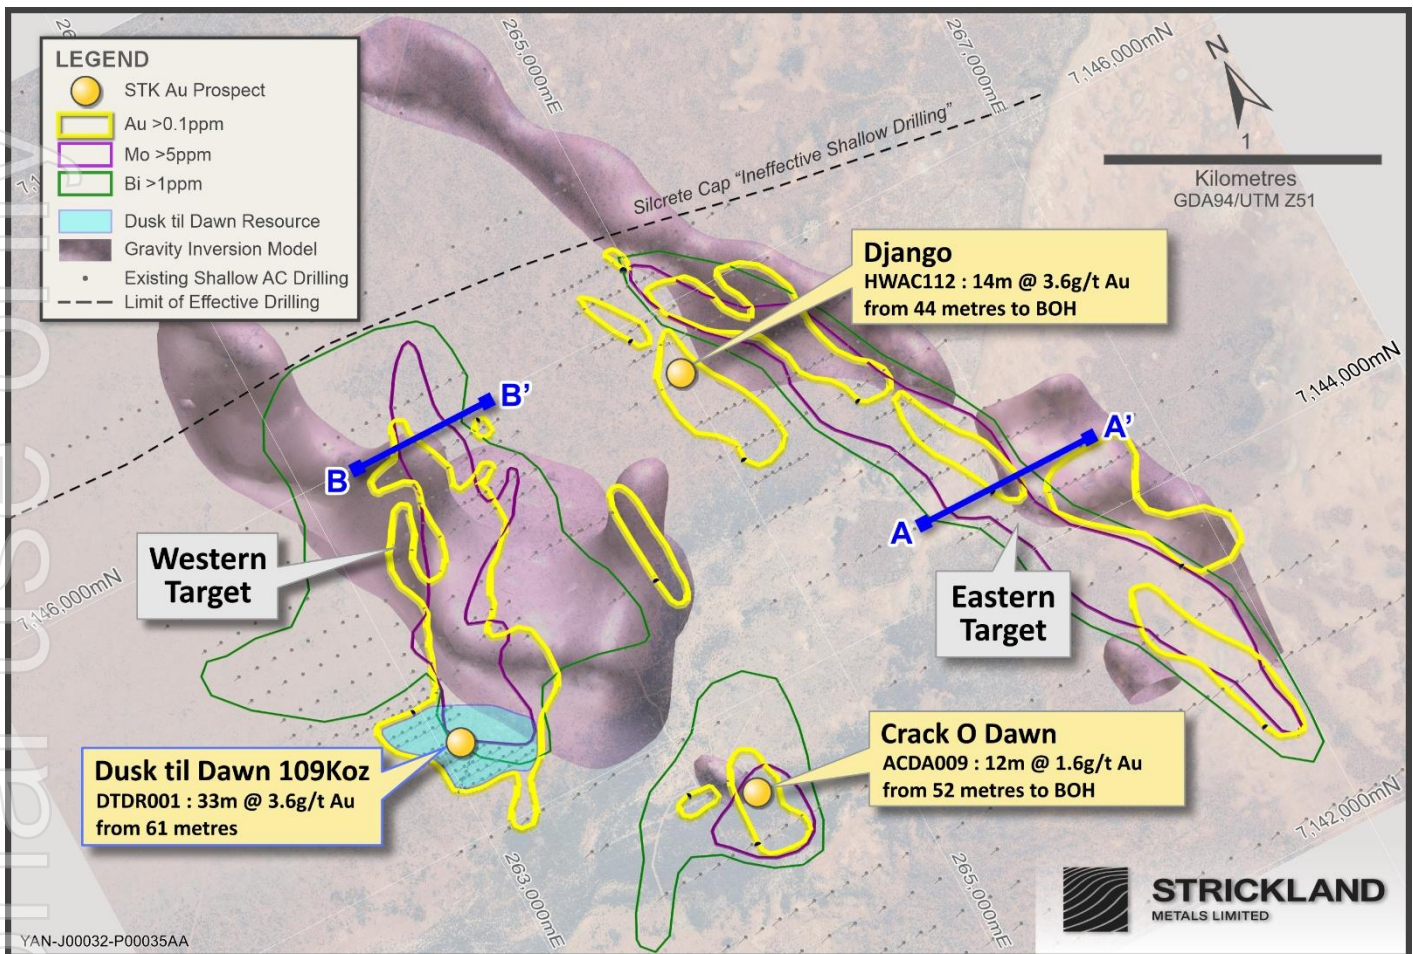 LEGEND
STK Au Prospect
Au >0.1ppm
Mo >5ppm
Bi >1ppm
Dusk til Dawn Resource
Gravity Inversion Model
Existing Shallow AC Drilling
Limit of Effective Drilling
265,000mE
267,000mE
7,146,000mN
N
1
Kilometres
GDA94/UTM Z51
Silcrete Cap "Ineffective Shallow Drilling"
Django
HWAC112 : 14m @ 3.6g/t Au
from 44 metres to BOH
7,144,000mN
B'
B
A'
A
Western
Target
7,146,000mN
Eastern
Target
Dusk til Dawn 109Koz
DTDR001 : 33m @ 3.6g/t Au
from 61 metres
Crack O Dawn
ACDA009 : 12m @ 1.6g/t Au
from 52 metres to BOH
7,142,000mN
263,000mE
265,000mE
STRICKLAND
METALS LIMITED
YAN-J00032-P00035AA